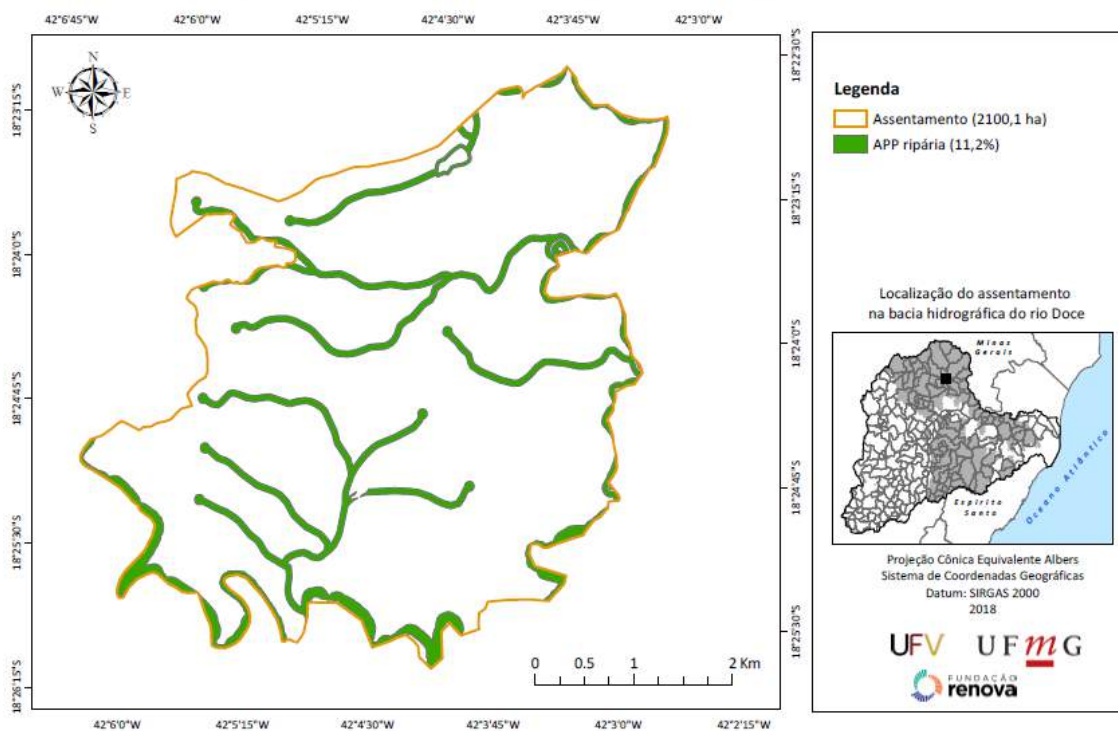 42°6'45"W 42°6'0"W 42°5'15"W 42°4'30"W 42°3'45"W 42°3'0"W
N
W E
S
18°23'15"S
18°24'0"S
18°24'45"S
18°25'30"S
18°26'15"S
18°22'30"S
18°23'15"S
18°24'0"S
18°24'45"S
18°25'30"S
0 0.5 1 2 Km
42°6'0"W 42°5'15"W 42°4'30"W 42°3'45"W 42°3'0"W 42°2'15"W
Legenda
Assentamento (2100,1 ha)
APP ripária (11,2%)
Localização do assentamento
na bacia hidrográfica do rio Doce
Minas
Gerais
Oceano Atlântico
Espírito
Santo
Projeção Cônica Equivalente Albers
Sistema de Coordenadas Geográficas
Datum: SIRGAS 2000
2018
UFV UFmG
FUNDAÇÃO
renova